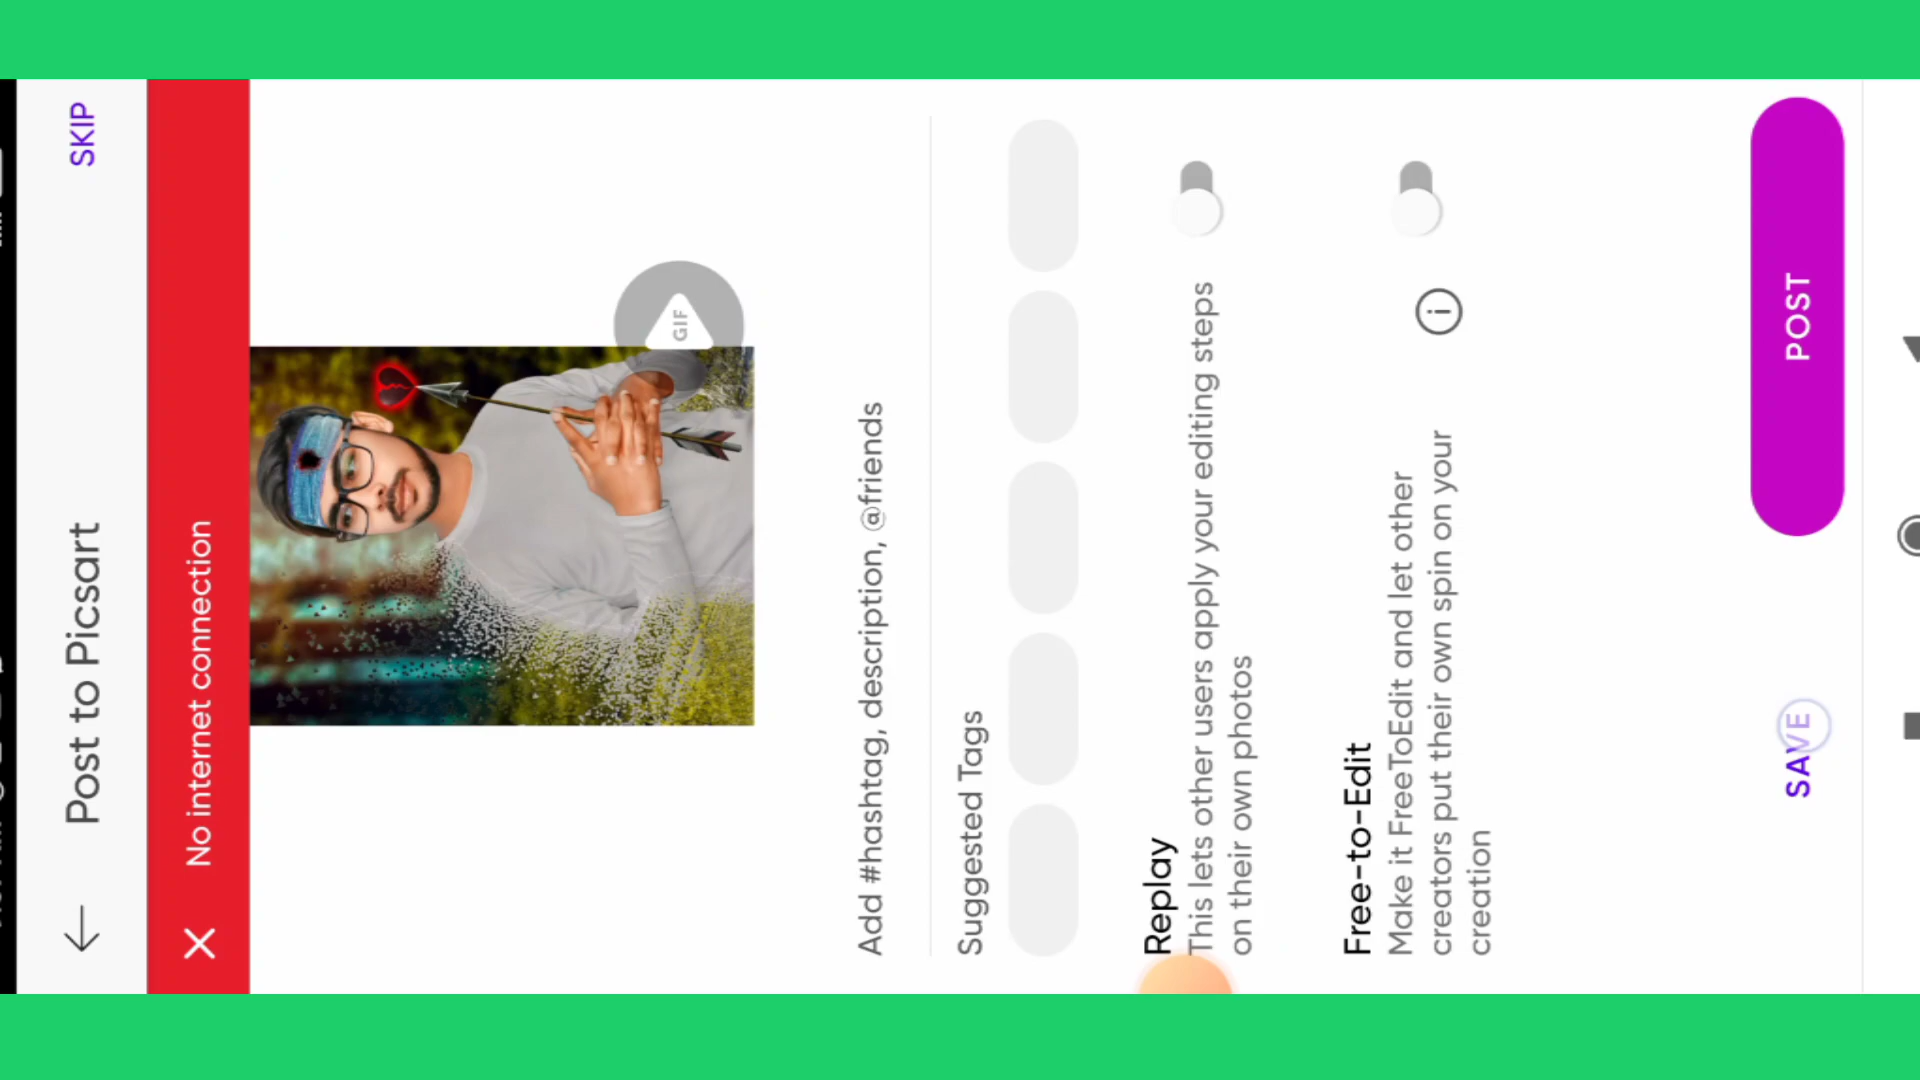 Post to Picsart
SKIP
No internet connection
GIF
Add #hashtag, description, @friends
Suggested Tags
Replay
This lets other users apply your editing steps
on their own photos
Free-to-Edit
Make it FreeToEdit and let other
creators put their own spin on your
creation
SAVE
POST